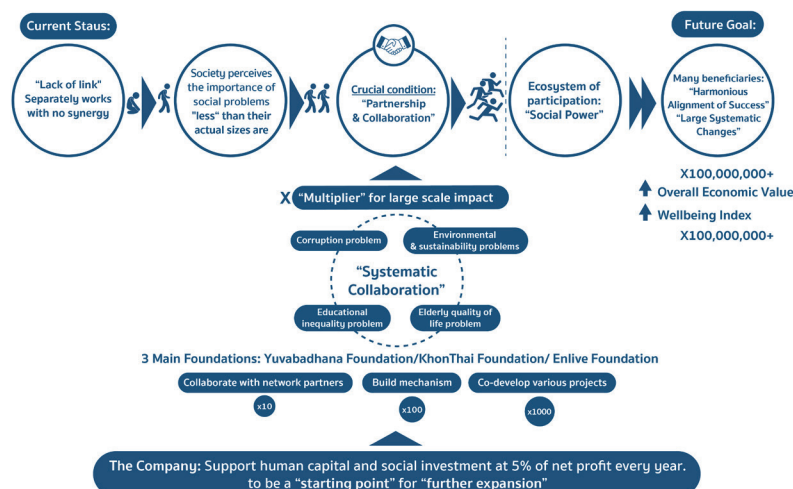 Current Staus:
Future Goal:
“Lack of link”
Separately works
with no synergy
Society perceives
the importance of
social problems
"less“ than their
actual sizes are
Crucial condition:
“Partnership
& Collaboration”
Ecosystem of
participation:
“Social Power”
Many beneficiaries:
“Harmonious
Alignment of Success”
“Large Systematic
Changes”
X100,000,000+
Overall Economic Value
Wellbeing Index
X100,000,000+
X “Multiplier” for large scale impact
Corruption problem
Environmental
& sustainability problems
“Systematic
Collaboration”
Educational
inequality problem
Elderly quality of
life problem
3 Main Foundations: Yuvabadhana Foundation/KhonThai Foundation/ Enlive Foundation
Collaborate with network partners
Build mechanism
Co-develop various projects
x10
x100
x1000
The Company: Support human capital and social investment at 5% of net profit every year.
to be a “starting point” for “further expansion”